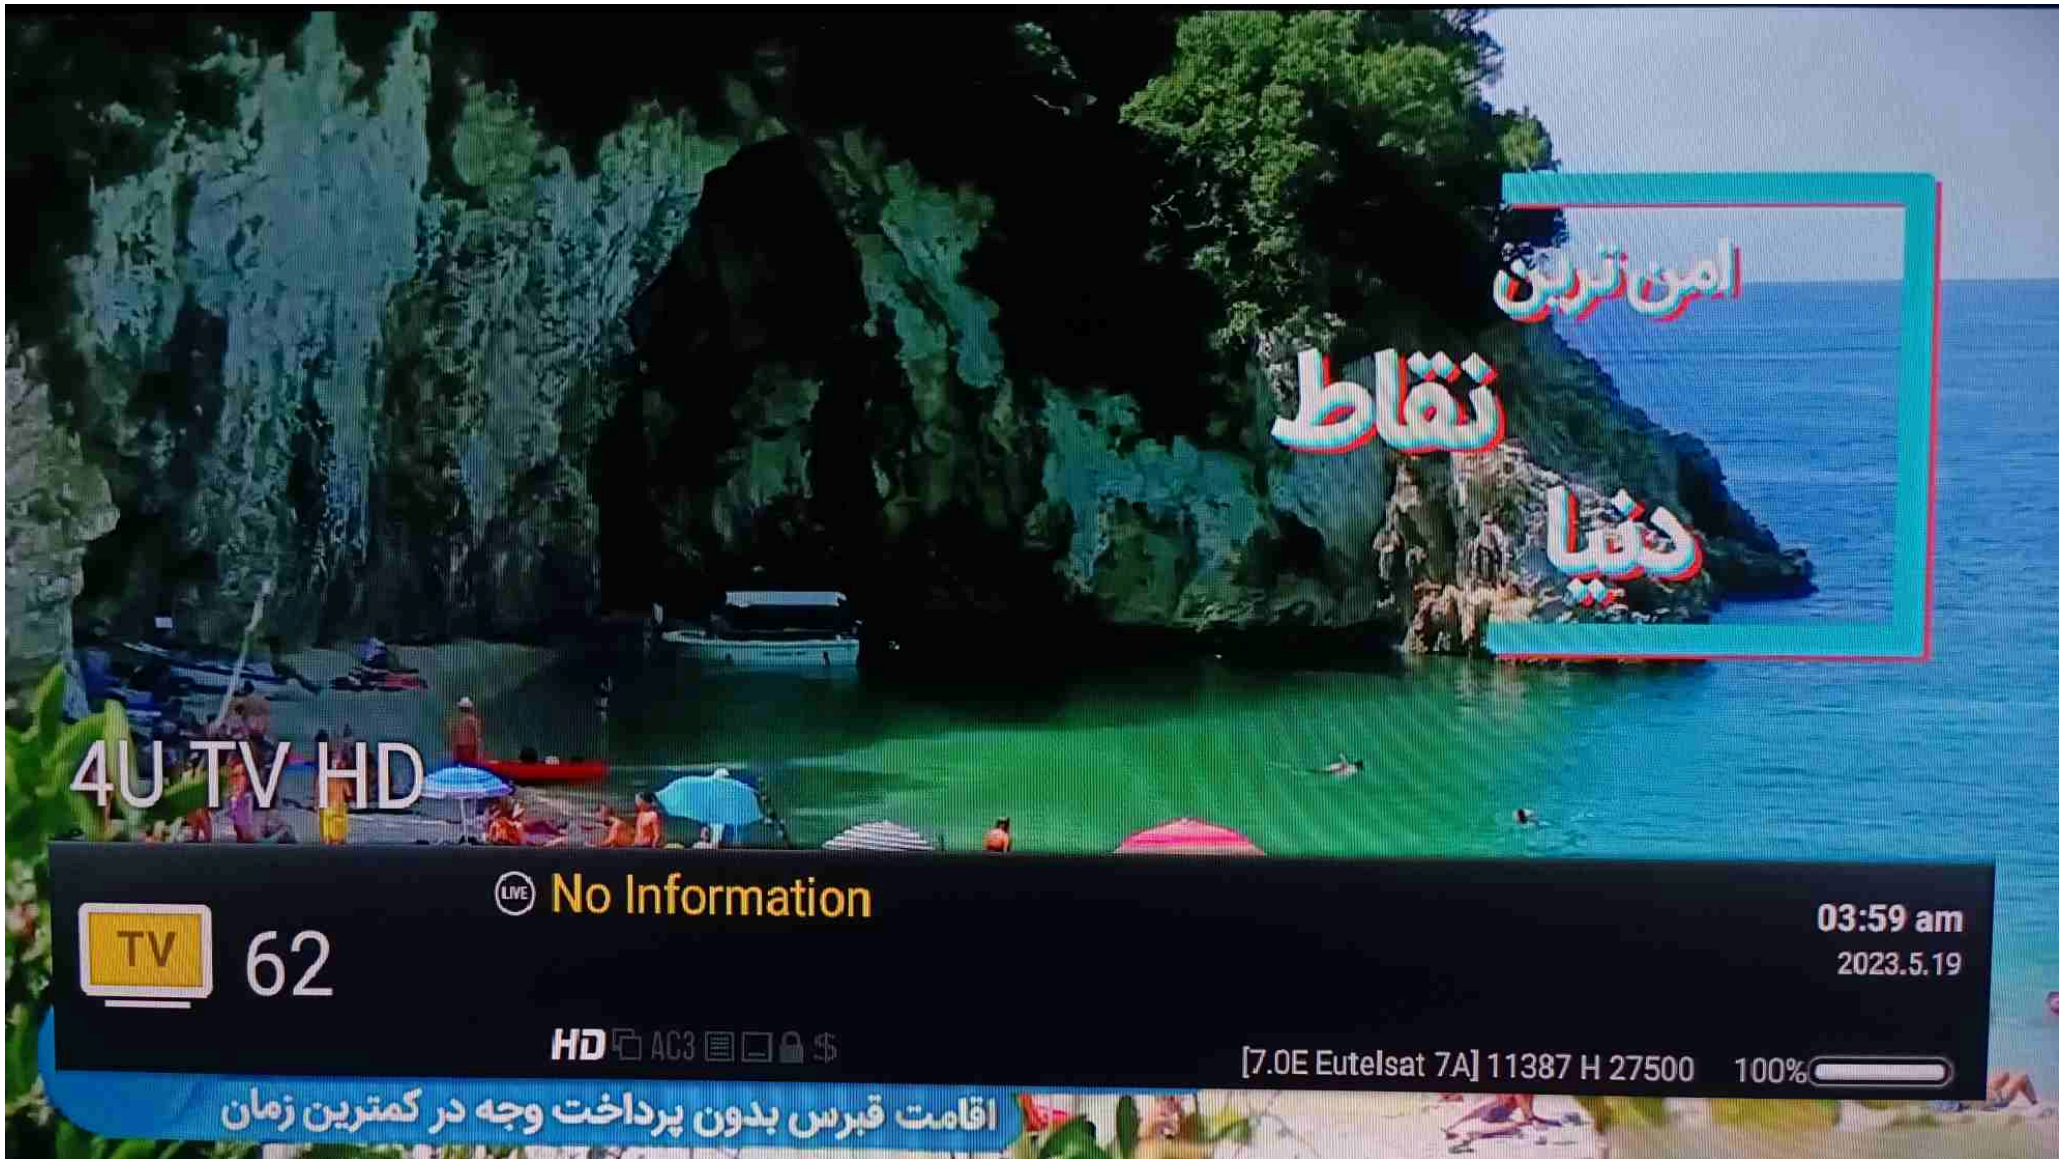 امن ترین
نقاط
دنیا
4U TV HD
LIVE No Information
03:59 am
TV 62
2023.5.19
HD AC3 $
[7.0E Eutelsat 7A] 11387 H 27500 100%
اقامت قبرس بدون پرداخت وجه در کمترین زمان